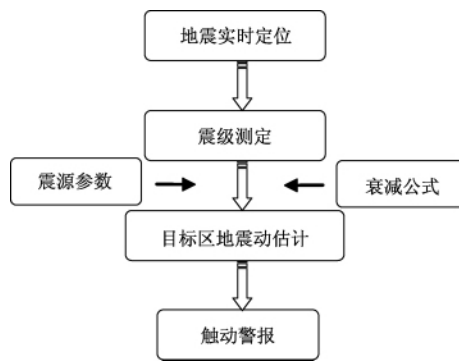 地震实时定位
震级测定
震源参数
衰减公式
目标区地震动估计
触动警报